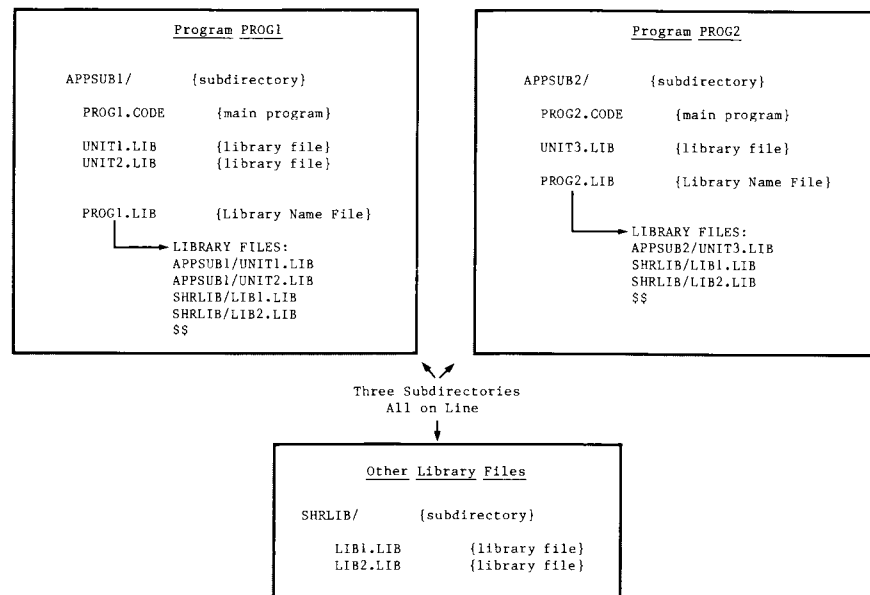 Program PROG1
APPSUB1/ {subdirectory}
PROG1.CODE {main program}
UNIT1.LIB {library file}
UNIT2.LIB {library file}
PROG1.LIB {Library Name File}
LIBRARY FILES:
APPSUB1/UNIT1.LIB
APPSUB1/UNIT2.LIB
SHRLIB/LIB1.LIB
SHRLIB/LIB2.LIB
$$
Program PROG2
APPSUB2/ {subdirectory}
PROG2.CODE {main program}
UNIT3.LIB {library file}
PROG2.LIB {Library Name File}
LIBRARY FILES:
APPSUB2/UNIT3.LIB
SHRLIB/LIB1.LIB
SHRLIB/LIB2.LIB
$$
Three Subdirectories
All on Line
Other Library Files
SHRLIB/ {subdirectory}
LIB1.LIB {library file}
LIB2.LIB {library file}